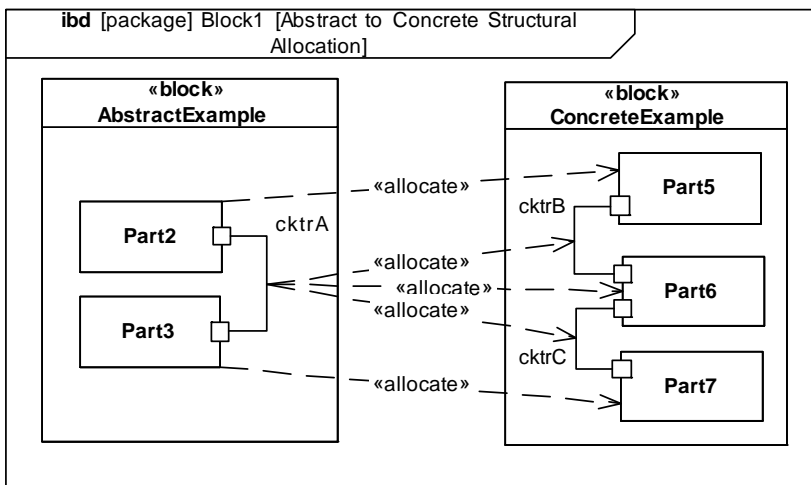 ibd [package] Block1 [Abstract to Concrete Structural
Allocation]
«block»
AbstractExample
«block»
ConcreteExample
Part2
Part3
cktrA
«allocate»
«allocate»
«allocate»
«allocate»
«allocate»
cktrB
cktrC
Part5
Part6
Part7